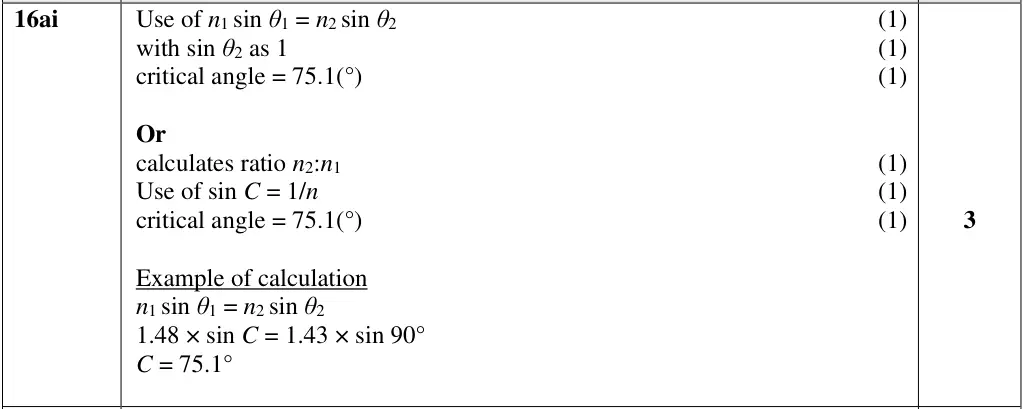 16ai Use of n1 sin θ1 = n2 sin θ2 (1)
with sin θ2 as 1 (1)
critical angle = 75.1(°) (1)
Or
calculates ratio n2:n1 (1)
Use of sin C = 1/n (1)
critical angle = 75.1(°) (1) 3
Example of calculation
n1 sin θ1 = n2 sin θ2
1.48 × sin C = 1.43 × sin 90°
C = 75.1°